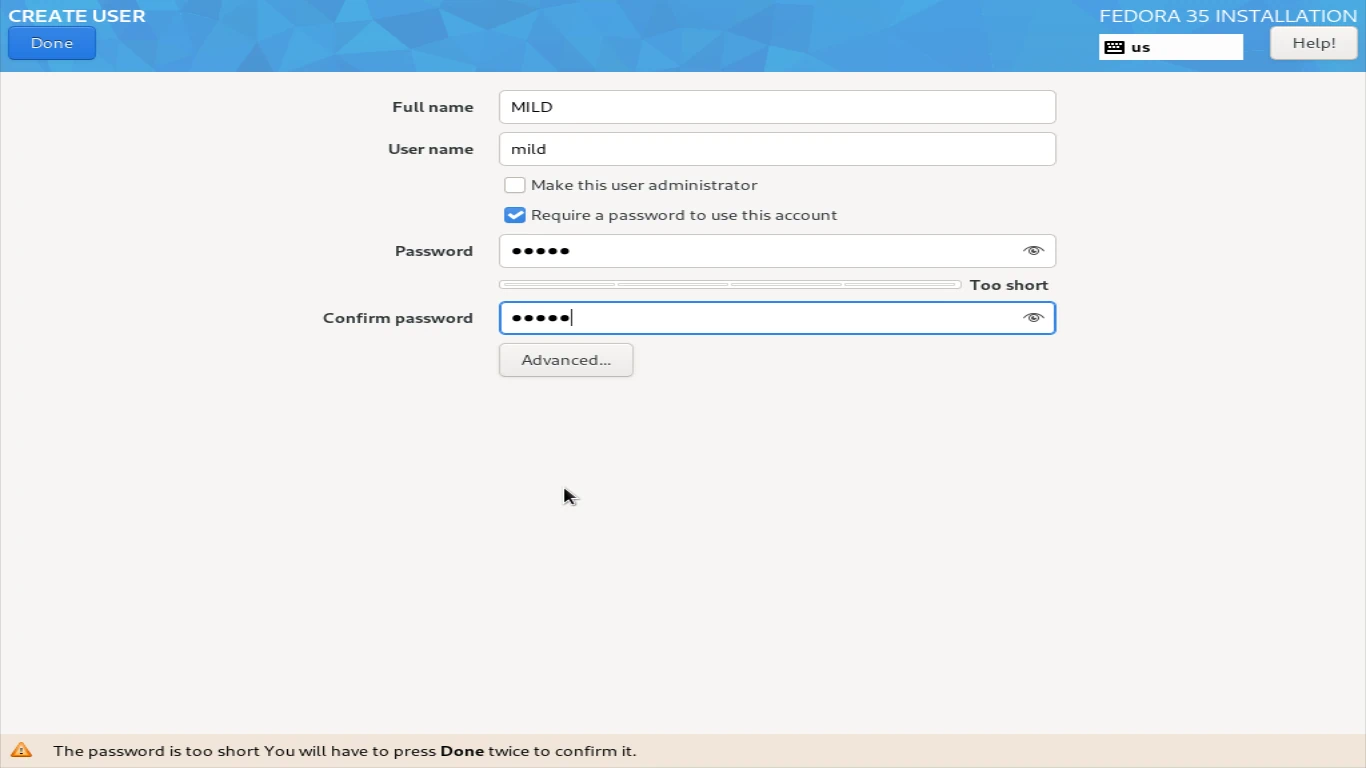 CREATE USER
FEDORA 35 INSTALLATION
Done
us
Help!
Full name
MILD
User name
mild
Make this user administrator
Require a password to use this account
Password
●●●●●
Too short
Confirm password
●●●●●
Advanced...
The password is too short You will have to press Done twice to confirm it.